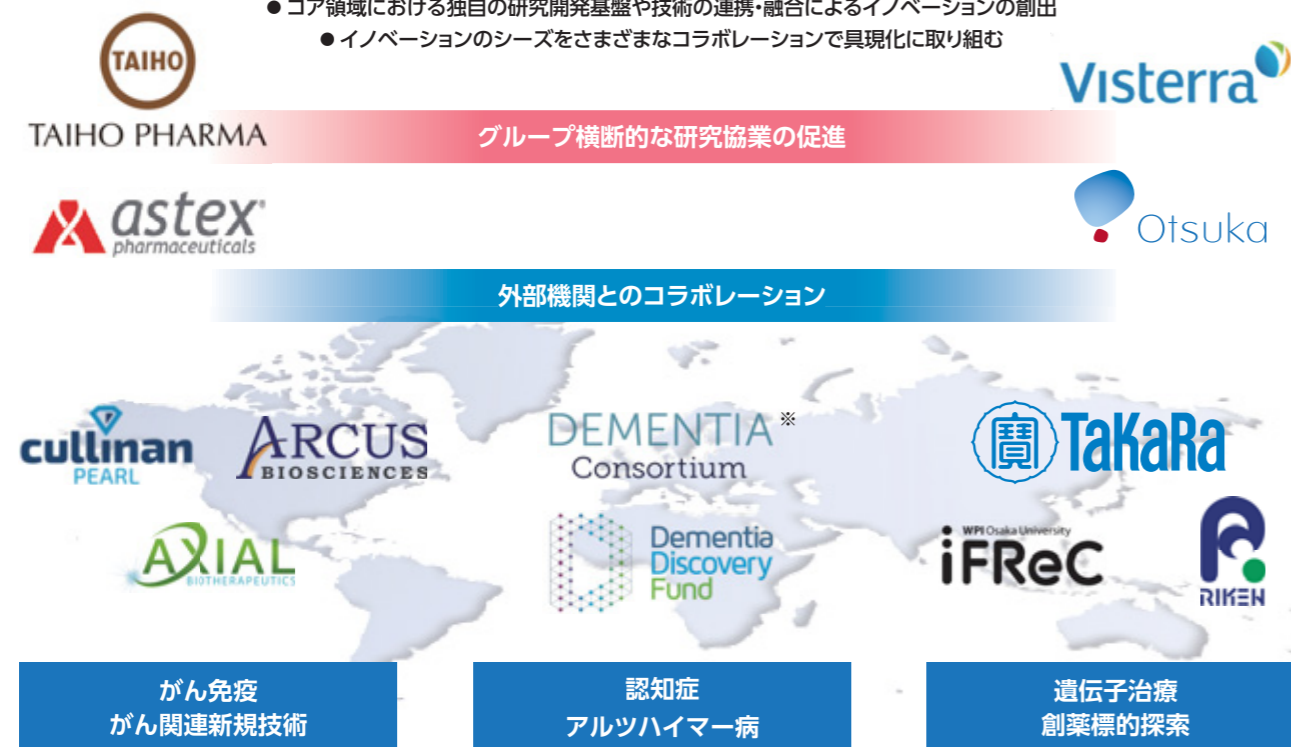 ● コア領域における独自の研究開発基盤や技術の連携・融合によるイノベーションの創出
● イノベーションのシーズをさまざまなコラボレーションで具現化に取り組む
TAIHO
TAIHO PHARMA
Visterra
グループ横断的な研究協業の促進
astex®
pharmaceuticals
Otsuka
外部機関とのコラボレーション
cullinan
PEARL
ARCUS
BIOSCIENCES
DEMENTIA※
Consortium
寶 TaKaRa
AXIAL
BIOTHERAPEUTICS
Dementia
Discovery
Fund
WPI Osaka University
iFReC
RIKEN
がん免疫
がん関連新規技術
認知症
アルツハイマー病
遺伝子治療
創薬標的探索